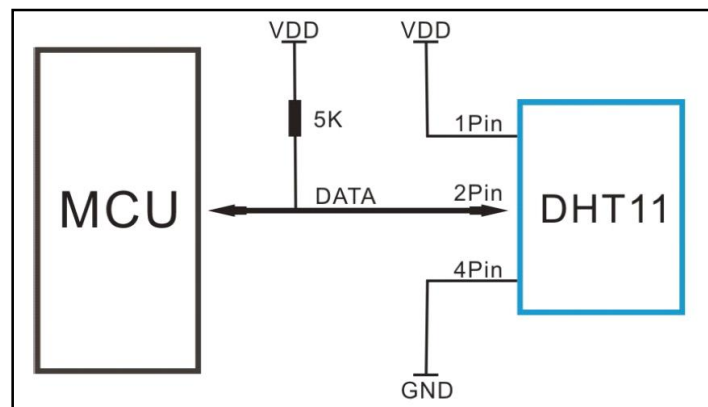 VDD
VDD
5K
1Pin
MCU
DATA
2Pin
DHT11
4Pin
GND